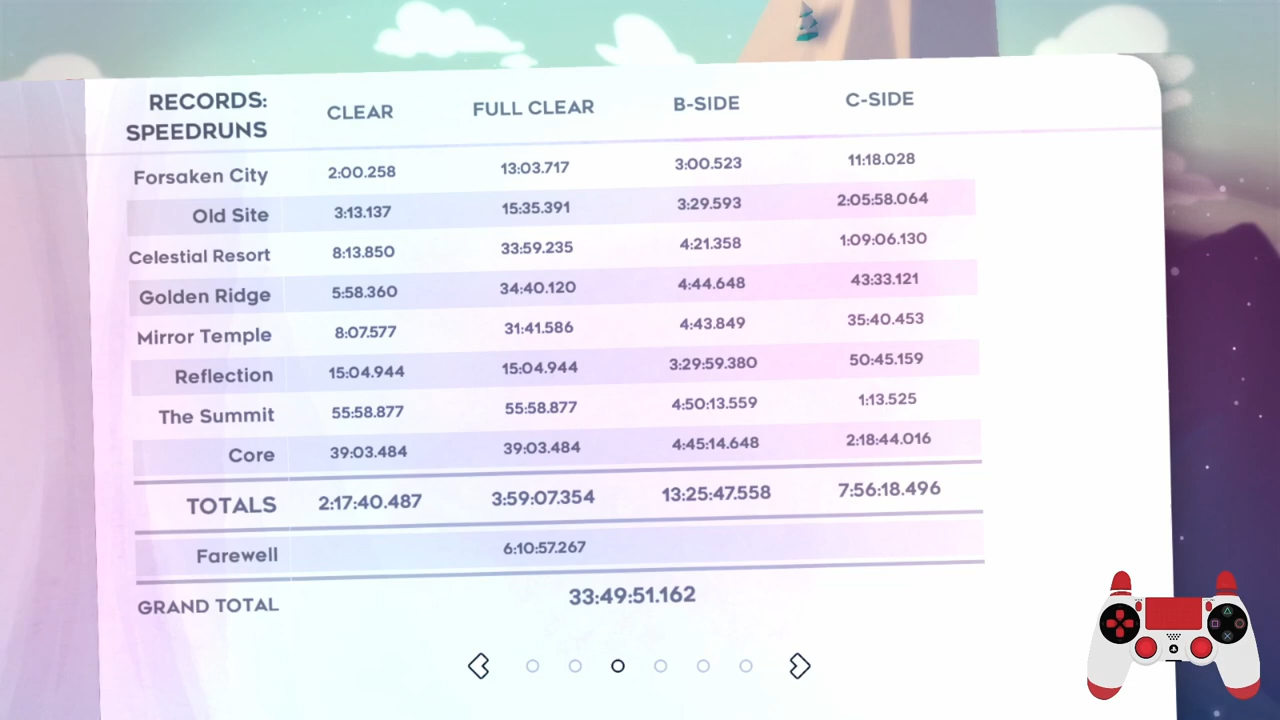 RECORDS: SPEEDRUNS CLEAR FULL CLEAR B-SIDE C-SIDE
Forsaken City 2:00.258 13:03.717 3:00.523 11:18.028
Old Site 3:13.137 15:35.391 3:29.593 2:05:58.064
Celestial Resort 8:13.850 33:59.235 4:21.358 1:09:06.130
Golden Ridge 5:58.360 34:40.120 4:44.648 43:33.121
Mirror Temple 8:07.577 31:41.586 4:43.849 35:40.453
Reflection 15:04.944 15:04.944 3:29:59.380 50:45.159
The Summit 55:58.877 55:58.877 4:50:13.559 1:13.525
Core 39:03.484 39:03.484 4:45:14.648 2:18:44.016
TOTALS 2:17:40.487 3:59:07.354 13:25:47.558 7:56:18.496
Farewell 6:10:57.267
GRAND TOTAL 33:49:51.162